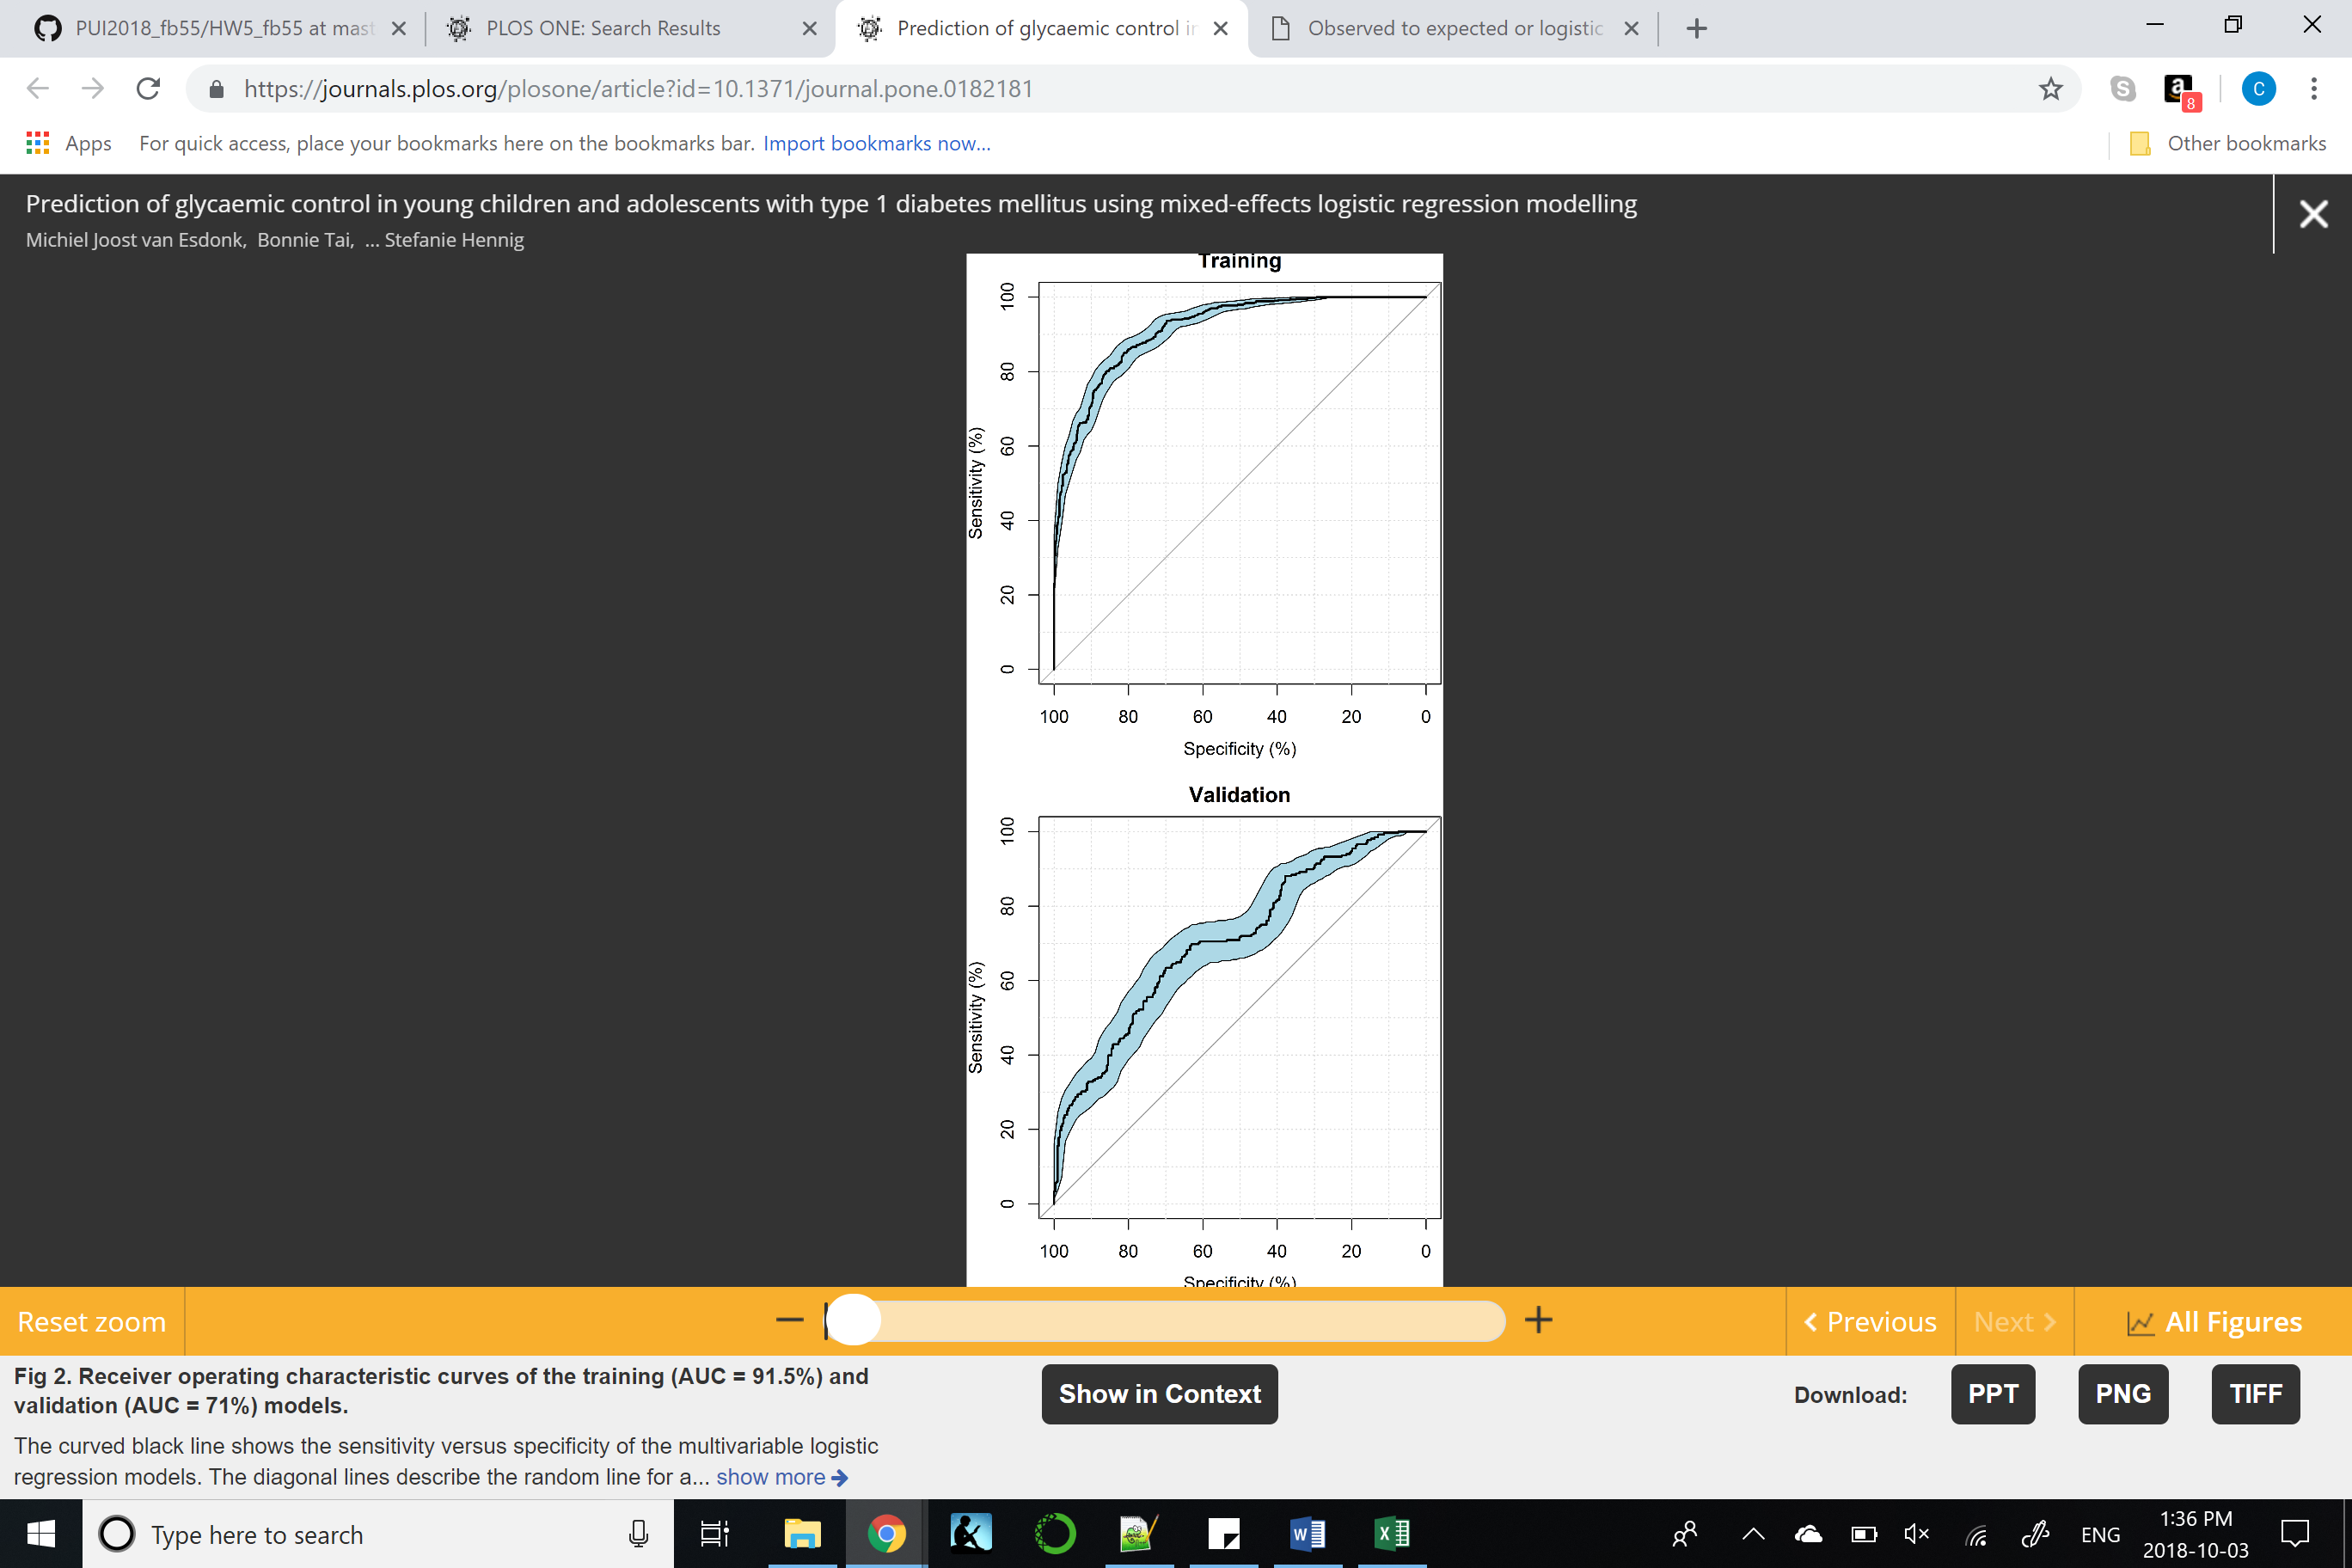 PUI2018_fb55/HW5_fb55 at mast
PLOS ONE: Search Results
Prediction of glycaemic control in
Observed to expected or logistic
https://journals.plos.org/plosone/article?id=10.1371/journal.pone.0182181
S
a
8
C
Apps
For quick access, place your bookmarks here on the bookmarks bar. Import bookmarks now...
Other bookmarks
Prediction of glycaemic control in young children and adolescents with type 1 diabetes mellitus using mixed-effects logistic regression modelling
Michiel Joost van Esdonk, Bonnie Tai, ... Stefanie Hennig
Training
100
80
60
40
20
0
Sensitivity (%)
100 80 60 40 20 0
Specificity (%)
Validation
100
80
60
40
20
0
Sensitivity (%)
100 80 60 40 20 0
Specificity (%)
Reset zoom
Previous
Next
All Figures
Fig 2. Receiver operating characteristic curves of the training (AUC = 91.5%) and
validation (AUC = 71%) models.
The curved black line shows the sensitivity versus specificity of the multivariable logistic
regression models. The diagonal lines describe the random line for a... show more
Show in Context
Download:
PPT
PNG
TIFF
Type here to search
ENG
1:36 PM
2018-10-03